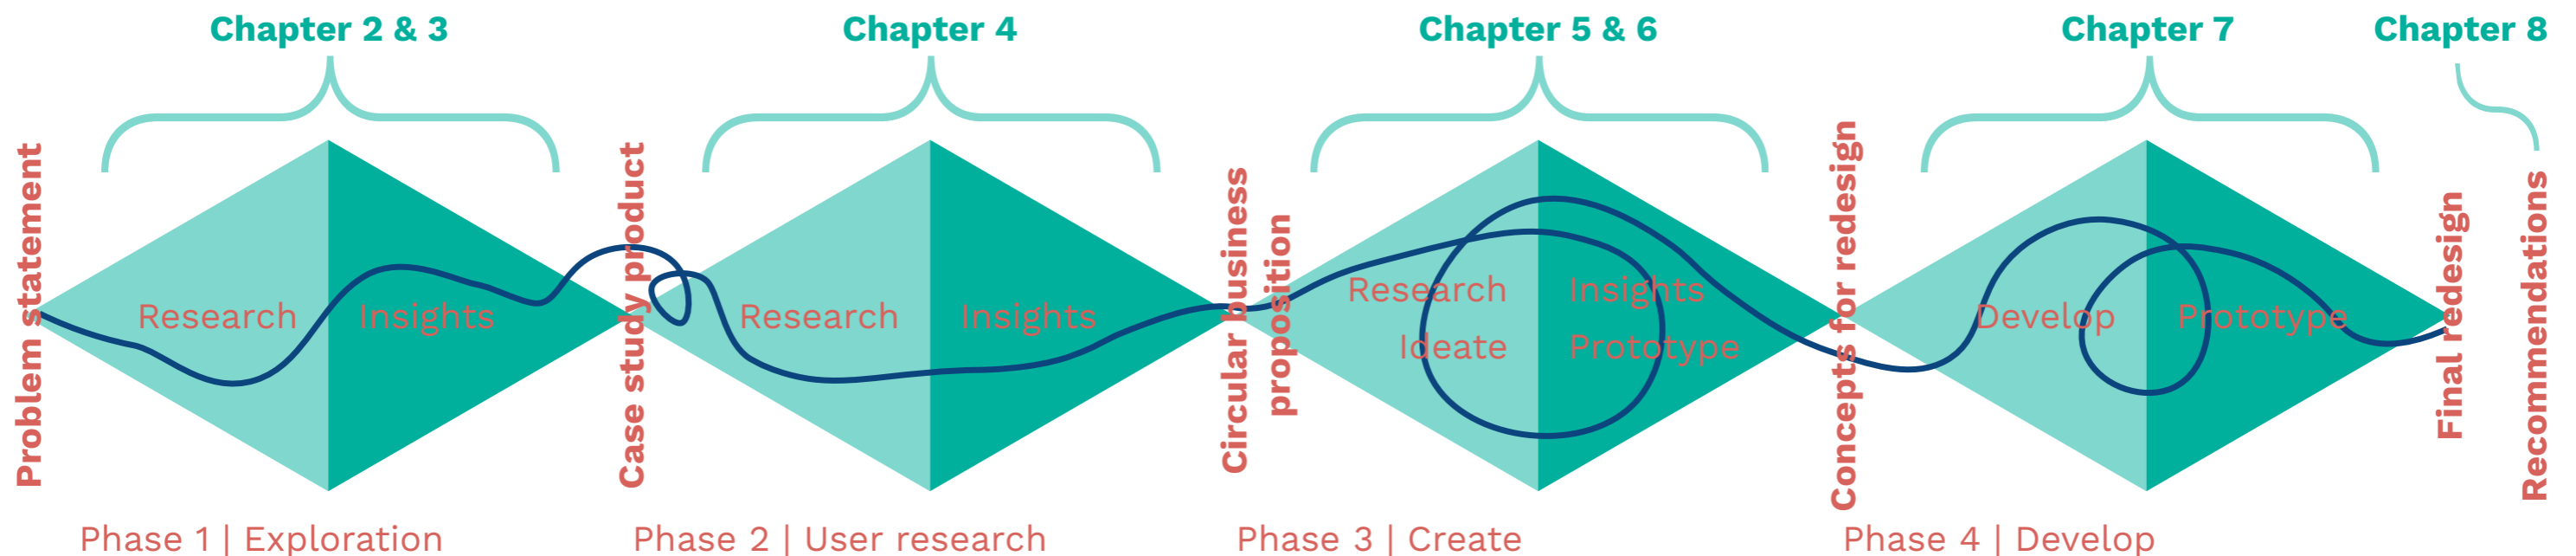 Chapter 2 & 3
Chapter 4
Chapter 5 & 6
Chapter 7
Chapter 8
Problem statement
Research
Insights
Case study product
Research
Insights
Circular business
proposition
Research
Ideate
Insights
Prototype
Concepts for redesign
Develop
Prototype
Final redesign
Recommendations
Phase 1 | Exploration
Phase 2 | User research
Phase 3 | Create
Phase 4 | Develop